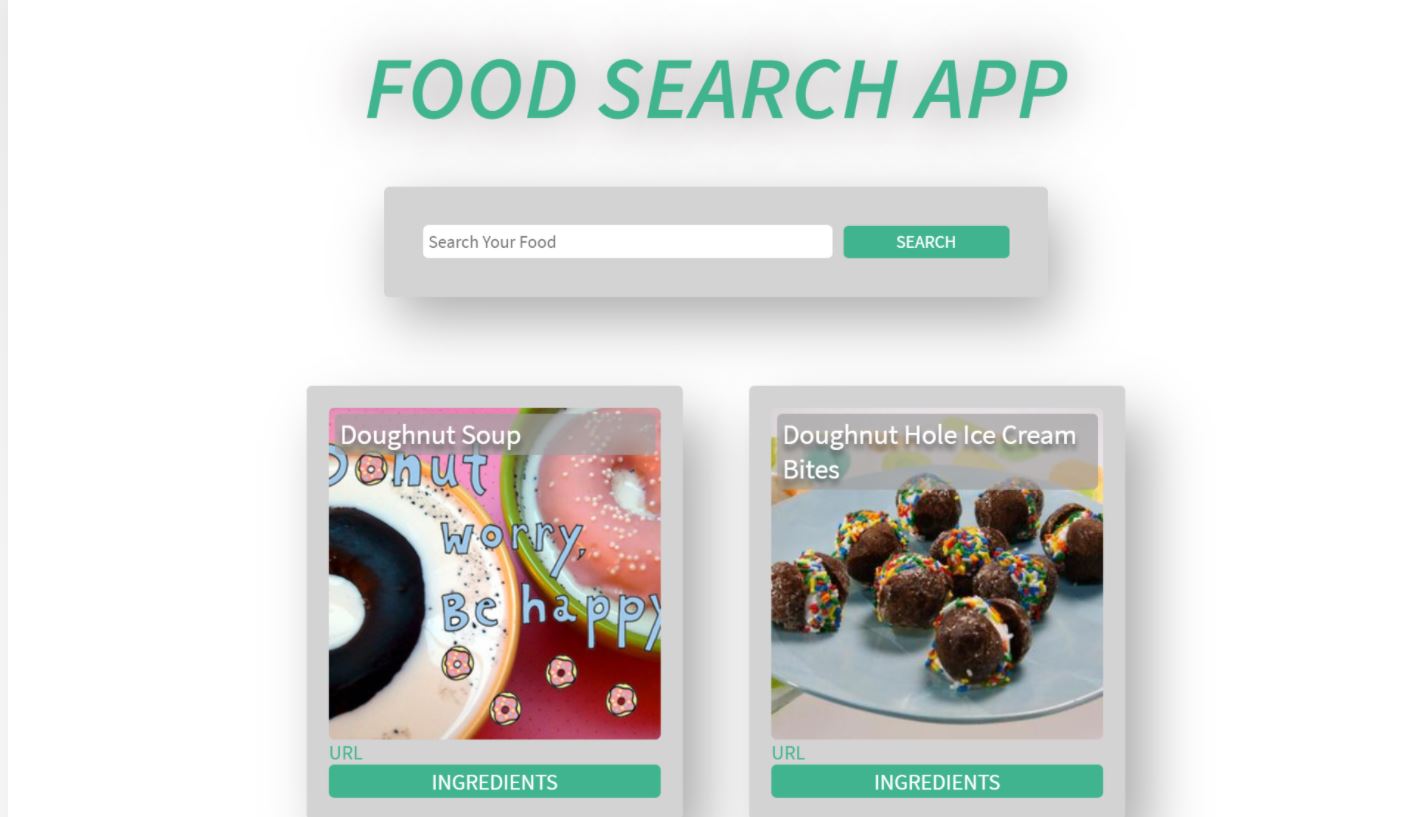 FOOD SEARCH APP
Search Your Food
SEARCH
Doughnut Soup
Donut
worry,
Be happy
URL
INGREDIENTS
Doughnut Hole Ice Cream
Bites
URL
INGREDIENTS